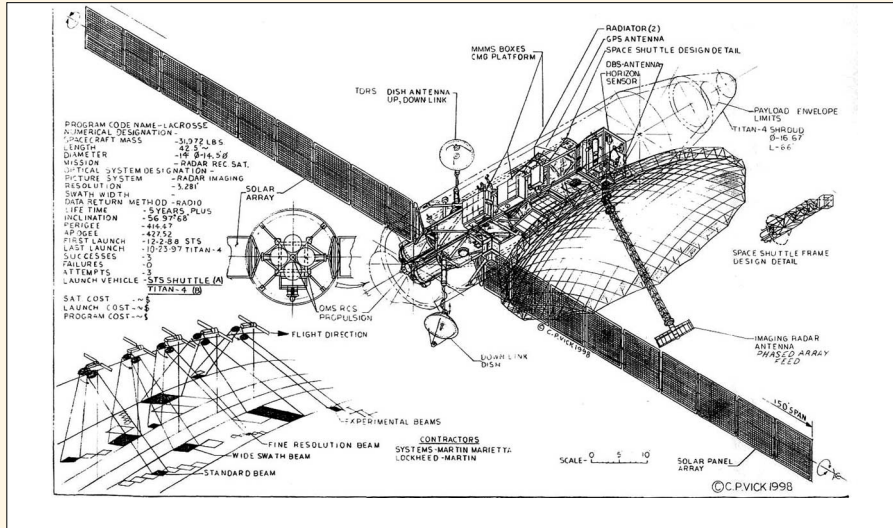 RADIATOR (2)
GPS ANTENNA
SPACE SHUTTLE DESIGN DETAIL
MMMS BOXES
CMG PLATFORM
DBS-ANTENNA
HORIZON
SENSOR
TDRS DISH ANTENNA
UP, DOWN LINK
PAYLOAD ENVELOPE
LIMITS
TITAN-4 SHROUD
Ø-16.67'
L-66'
PROGRAM CODE NAME-LACROSSE
NUMERICAL DESIGNATION -
SPACECRAFT MASS -31,972 LBS.
LENGTH 42.5 ~
DIAMETER -14' Ø-14.5Ø
MISSION - RADAR REC SAT.
OPTICAL SYSTEM DESIGNATION -
PICTURE SYSTEM -RADAR IMAGING
RESOLUTION -3.281'
SWATH WIDTH -
DATA RETURN METHOD -RADIO
LIFE TIME - 5 YEARS PLUS
INCLINATION - 56.97°68°
PERIGEE -414.47
APOGEE -427.52
FIRST LAUNCH -12-2-88 STS
LAST LAUNCH -10-23-97 TITAN-4
SUCCESSES -3
FAILURES -0
ATTEMPTS -3
LAUNCH VEHICLE -STS SHUTTLE (A)
TITAN-4 (B)
SAT COST -~$
LAUNCH COST-~$
PROGRAM COST-~$
SOLAR
ARRAY
OMS RCS
PROPULSION
SPACE SHUTTLE FRAME
DESIGN DETAIL
© C.P.VICK 1998
DOWN LINK
DISH
IMAGING RADAR
ANTENNA
PHASED ARRAY
FEED
150' SPAN
FLIGHT DIRECTION
EXPERIMENTAL BEAMS
FINE RESOLUTION BEAM
WIDE SWATH BEAM
STANDARD BEAM
CONTRACTORS
SYSTEMS-MARTIN MARIETTA
LOCKHEED-MARTIN
SCALE- 0 5 10'
SOLAR PANEL
ARRAY
© C.P.VICK 1998